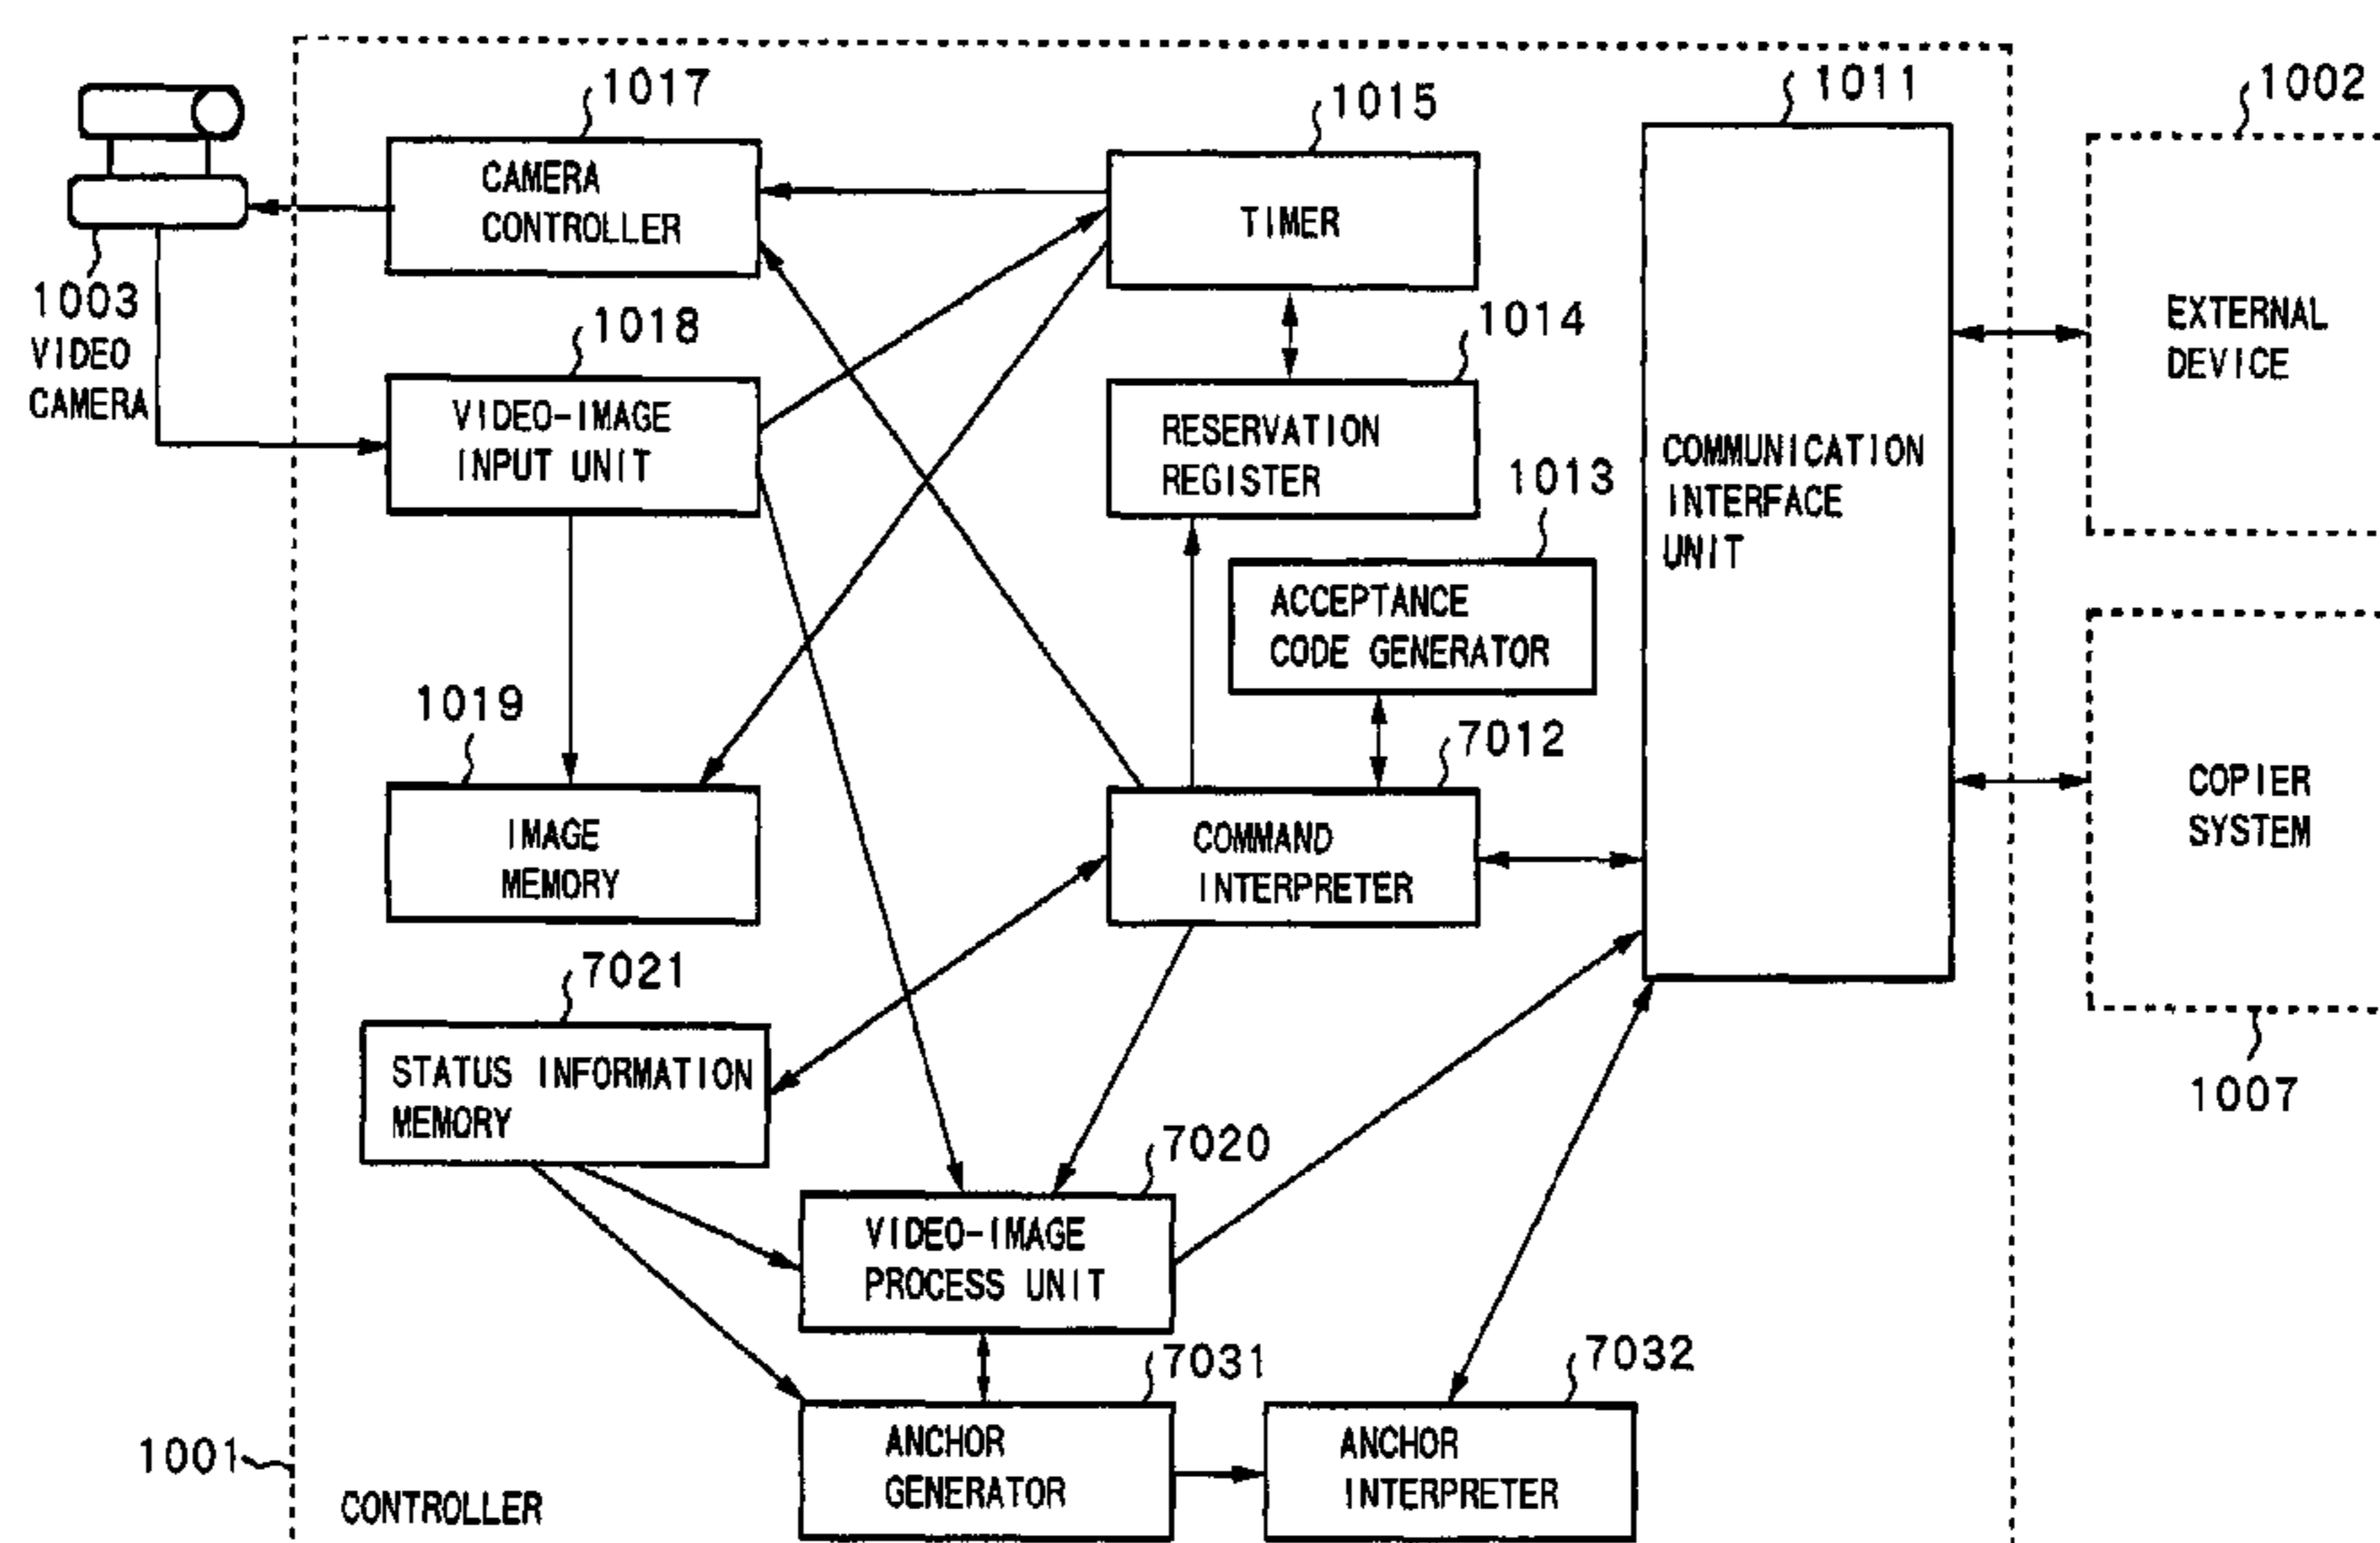 1017
1015
1011
1002
CAMERA
CONTROLLER
TIMER
1003
VIDEO
CAMERA
1018
1014
EXTERNAL
DEVICE
VIDEO-IMAGE
INPUT UNIT
RESERVATION
REGISTER
1013
COMMUNICATION
INTERFACE
UNIT
ACCEPTANCE
CODE GENERATOR
1019
7012
IMAGE
MEMORY
COMMAND
INTERPRETER
COPIER
SYSTEM
7021
STATUS INFORMATION
MEMORY
1007
7020
VIDEO-IMAGE
PROCESS UNIT
7031
7032
1001
CONTROLLER
ANCHOR
GENERATOR
ANCHOR
INTERPRETER